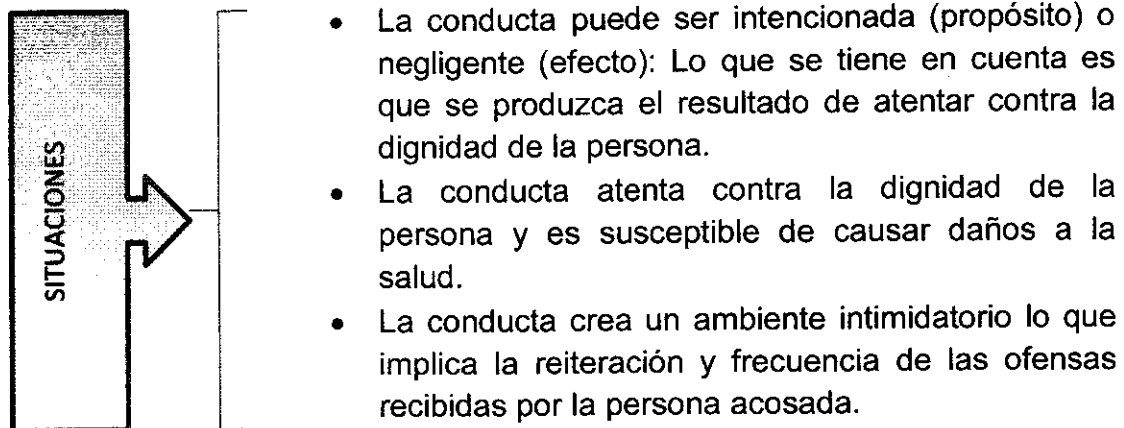 SITUACIONES
• La conducta puede ser intencionada (propósito) o
negligente (efecto): Lo que se tiene en cuenta es
que se produzca el resultado de atentar contra la
dignidad de la persona.
• La conducta atenta contra la dignidad de la
persona y es susceptible de causar daños a la
salud.
• La conducta crea un ambiente intimidatorio lo que
implica la reiteración y frecuencia de las ofensas
recibidas por la persona acosada.